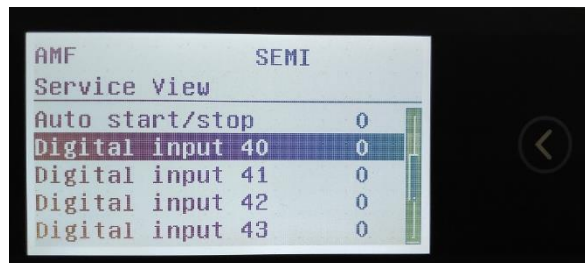 AMF SEMI
Service View
Auto start/stop 0
Digital input 40 0
Digital input 41 0
Digital input 42 0
Digital input 43 0